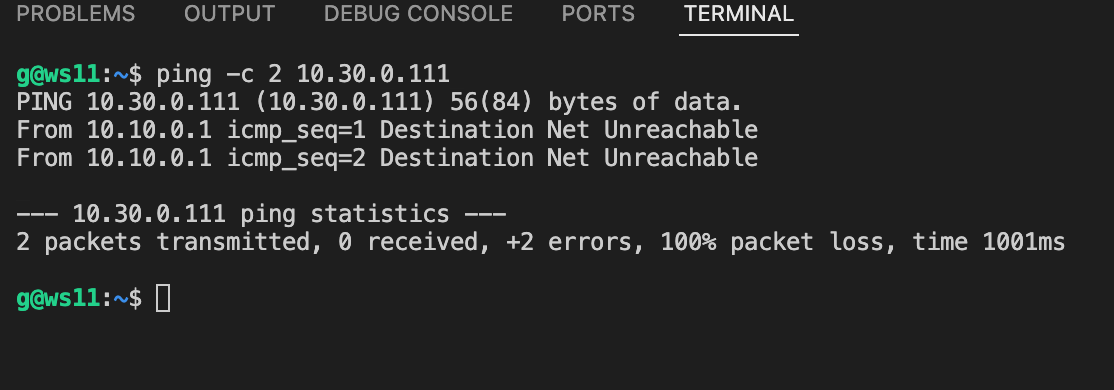 PROBLEMS OUTPUT DEBUG CONSOLE PORTS TERMINAL
g@ws11:~$ ping -c 2 10.30.0.111
PING 10.30.0.111 (10.30.0.111) 56(84) bytes of data.
From 10.10.0.1 icmp_seq=1 Destination Net Unreachable
From 10.10.0.1 icmp_seq=2 Destination Net Unreachable
--- 10.30.0.111 ping statistics ---
2 packets transmitted, 0 received, +2 errors, 100% packet loss, time 1001ms
g@ws11:~$